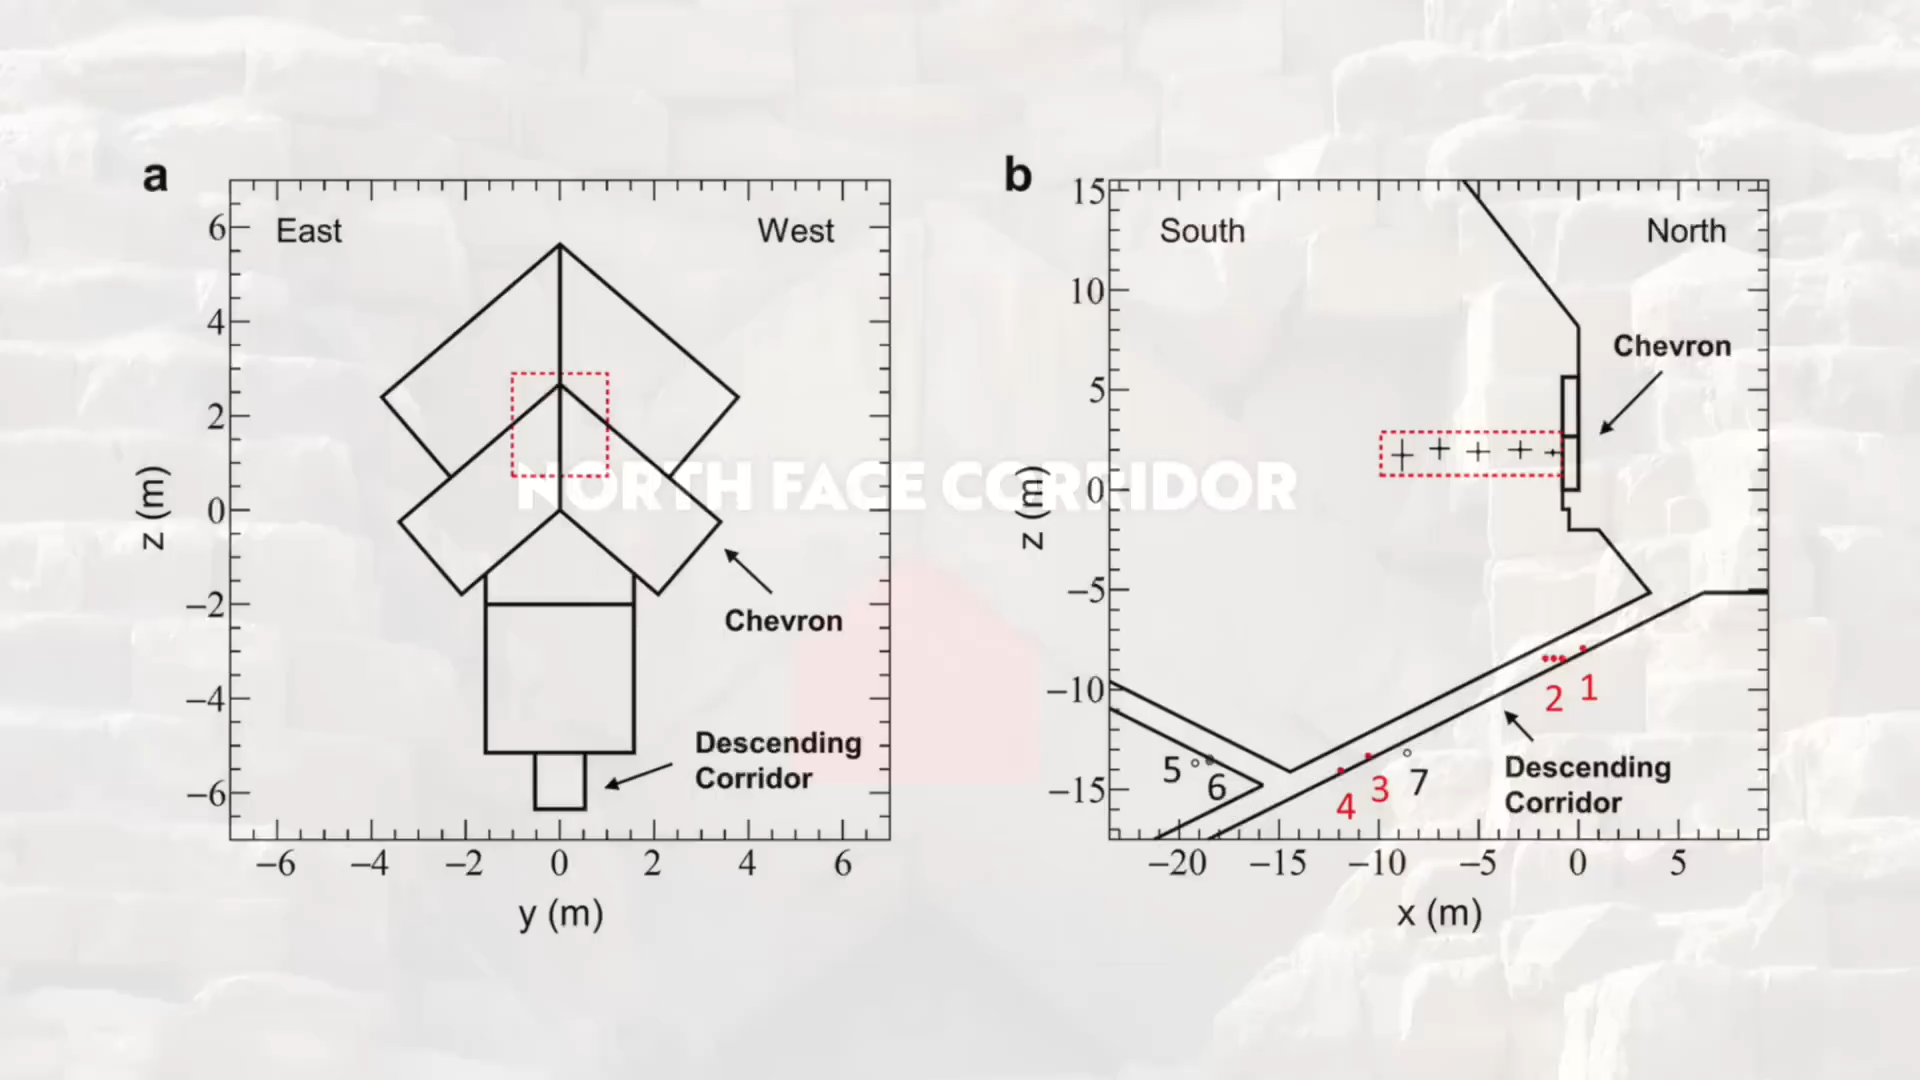 a
East
West
6
4
2
0
−2
−4
−6
z (m)
Chevron
Descending
Corridor
−6
−4
−2
0
2
4
6
y (m)
NORTH FACE CORRIDOR
b
South
North
15
10
5
0
−5
−10
−15
z (m)
Chevron
1
2
3
4
5
6
7
Descending
Corridor
−20
−15
−10
−5
0
5
x (m)